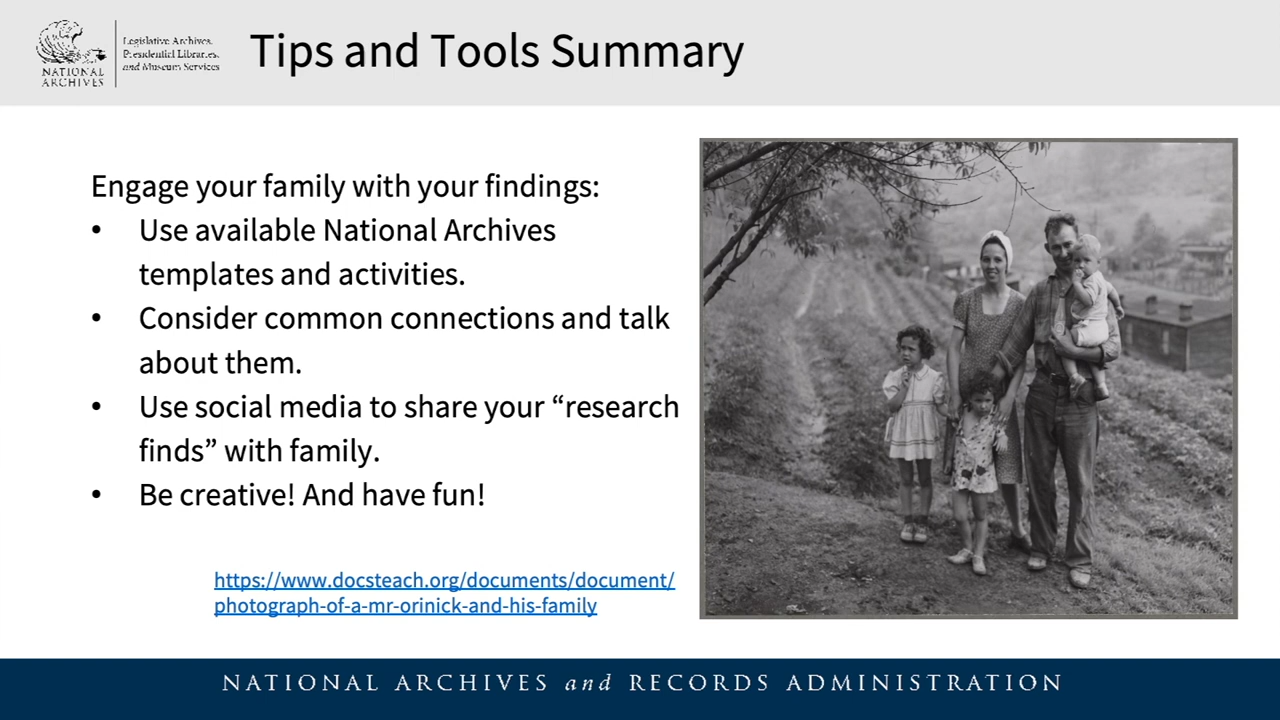 NATIONAL
ARCHIVES
Legislative Archives,
Presidential Libraries,
and Museum Services
Tips and Tools Summary
Engage your family with your findings:
• Use available National Archives
templates and activities.
• Consider common connections and talk
about them.
• Use social media to share your “research
finds” with family.
• Be creative! And have fun!
https://www.docsteach.org/documents/document/
photograph-of-a-mr-orinick-and-his-family
NATIONAL ARCHIVES and RECORDS ADMINISTRATION